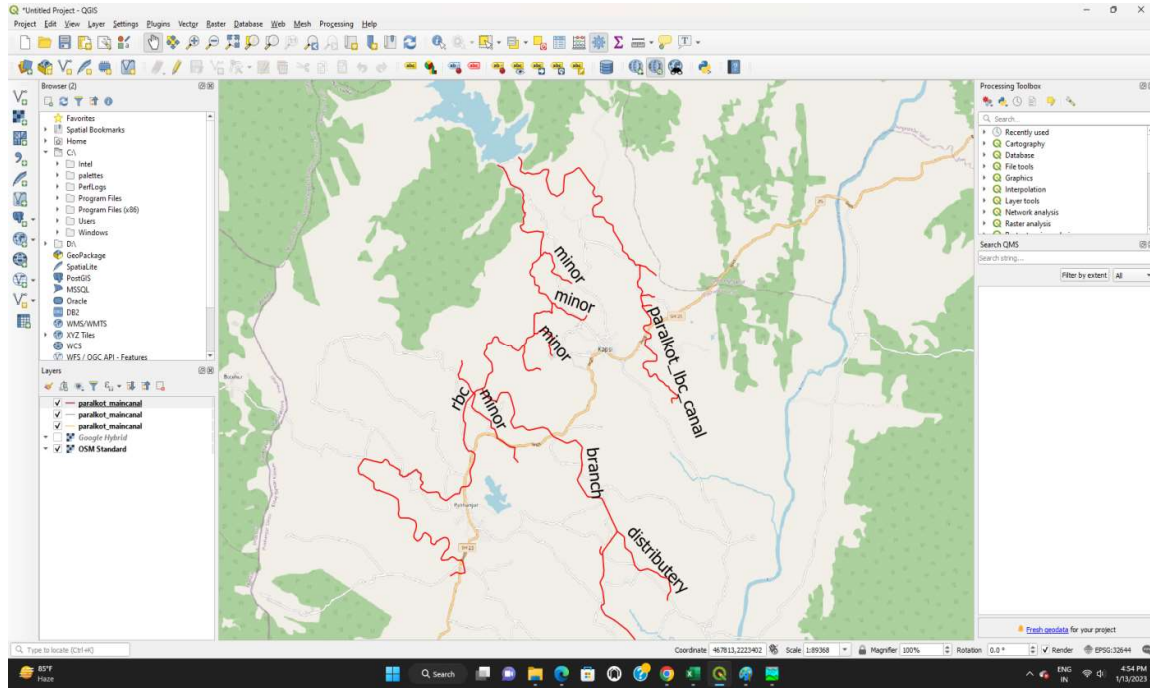 *Untitled Project - QGIS
Project Edit View Layer Settings Plugins Vector Raster Database Web Mesh Processing Help
Browser (2)
Favorites
Spatial Bookmarks
Home
C:\
Intel
palettes
PerfLogs
Program Files
Program Files (x86)
Users
Windows
D:\
GeoPackage
SpatiaLite
PostGIS
MSSQL
Oracle
DB2
WMS/WMTS
XYZ Tiles
WCS
WFS / OGC API - Features
Layers
paralkot_maincanal
paralkot_maincanal
paralkot_maincanal
Google Hybrid
OSM Standard
minor
minor
minor
paralkot_lbc_canal
rbc
minor
branch
distributery
Processing Toolbox
Search...
Recently used
Cartography
Database
File tools
Graphics
Interpolation
Layer tools
Network analysis
Raster analysis
Search QMS
Search string...
Filter by extent All
Fresh geodata for your project
Type to locate (Ctrl+K)
Coordinate 467813,2223402 Scale 1:89368 Magnifier 100% Rotation 0.0 ° Render EPSG:32644
85°F
Haze
Search
ENG
IN
4:54 PM
1/13/2023